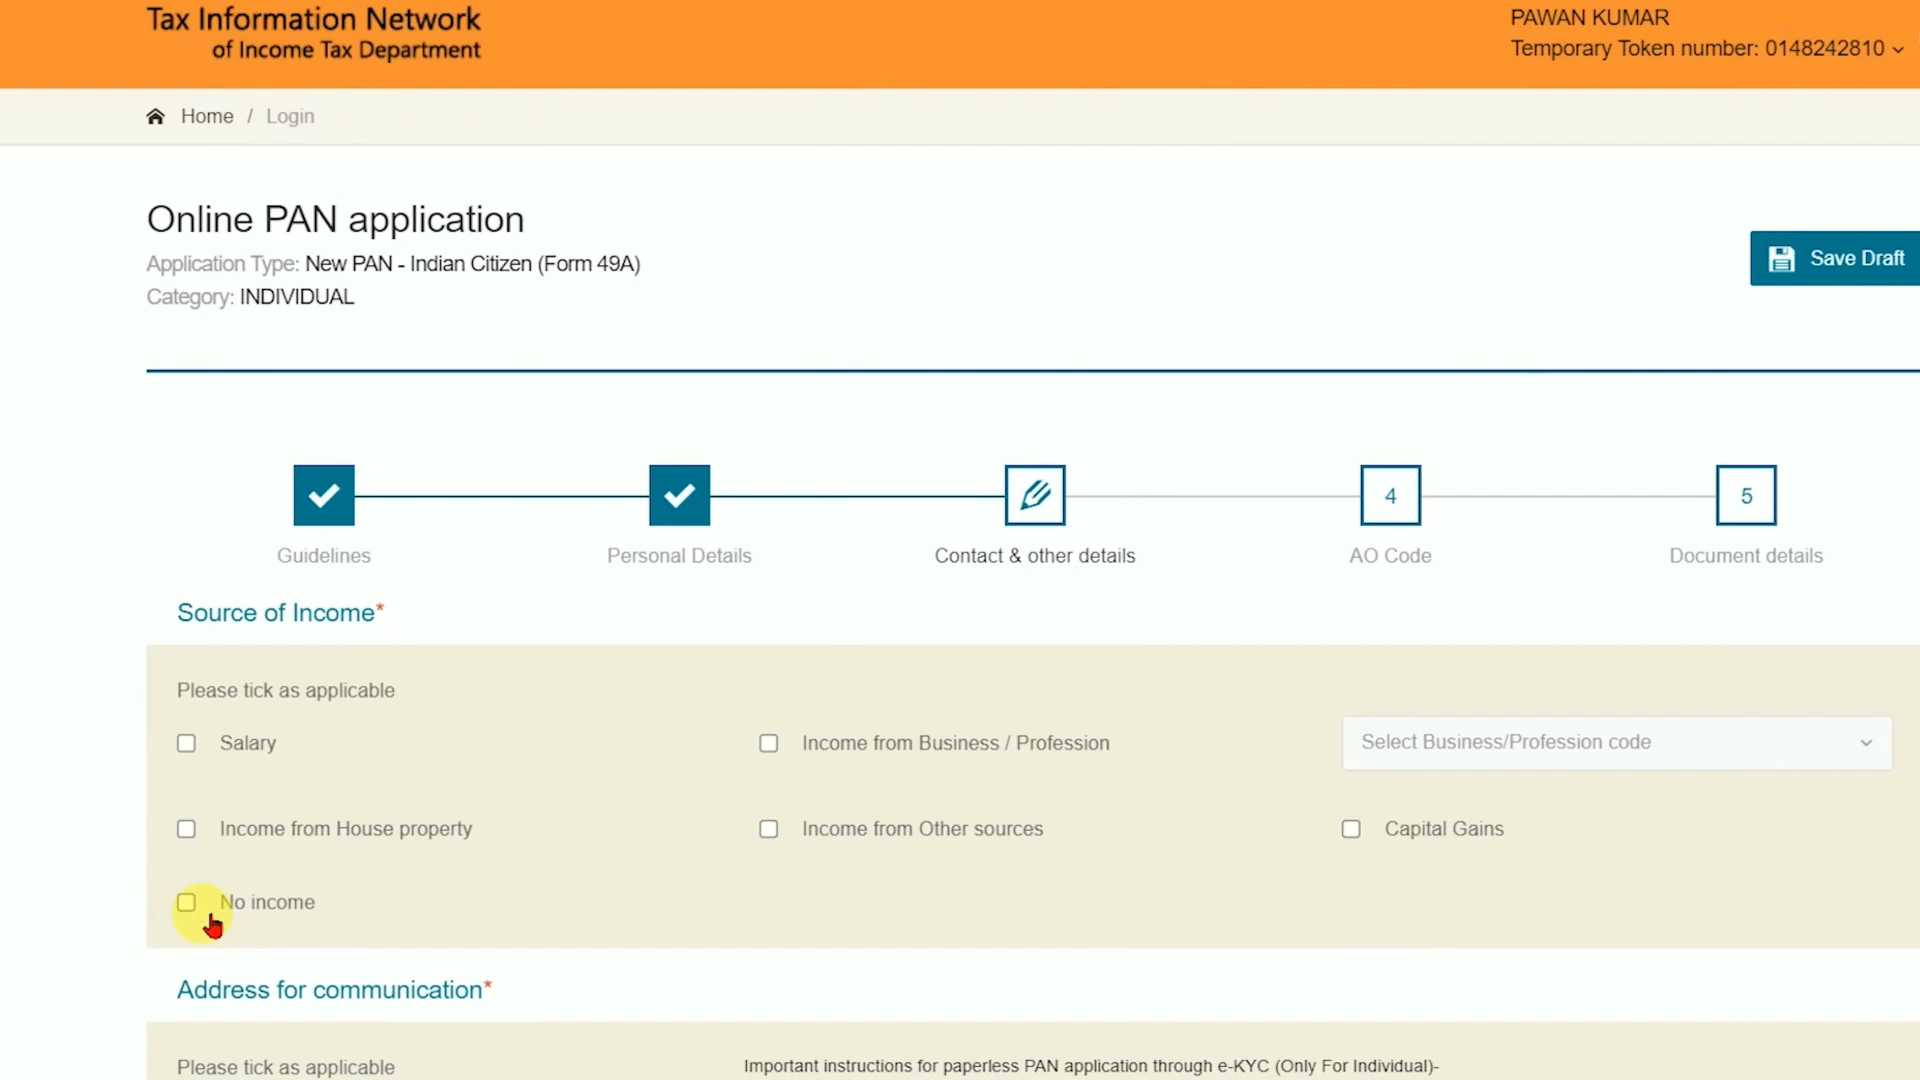 Tax Information Network
of Income Tax Department
PAWAN KUMAR
Temporary Token number: 0148242810
Home / Login
Online PAN application
Application Type: New PAN - Indian Citizen (Form 49A)
Category: INDIVIDUAL
Save Draft
4
5
Guidelines
Personal Details
Contact & other details
AO Code
Document details
Source of Income*
Please tick as applicable
Salary
Income from Business / Profession
Select Business/Profession code
Income from House property
Income from Other sources
Capital Gains
No income
Address for communication*
Please tick as applicable
Important instructions for paperless PAN application through e-KYC (Only For Individual)-